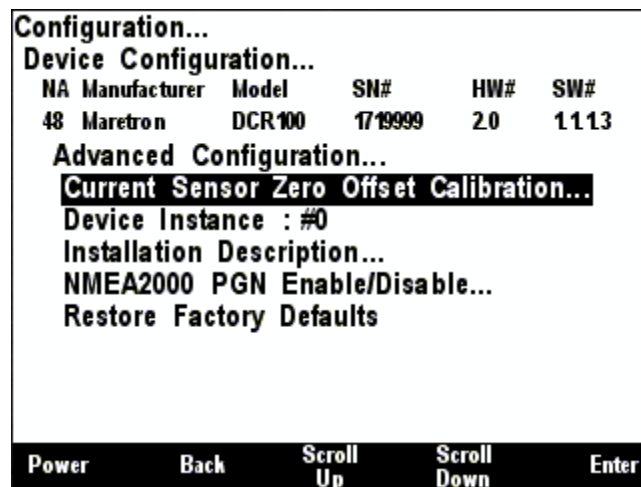 Configuration...
Device Configuration...
NA Manufacturer Model SN# HW# SW#
48 Maretron DCR100 1719999 2.0 1.1.1.3
Advanced Configuration...
Current Sensor Zero Offset Calibration...
Device Instance : #0
Installation Description...
NMEA2000 PGN Enable/Disable...
Restore Factory Defaults
Power Back Scroll Up Scroll Down Enter